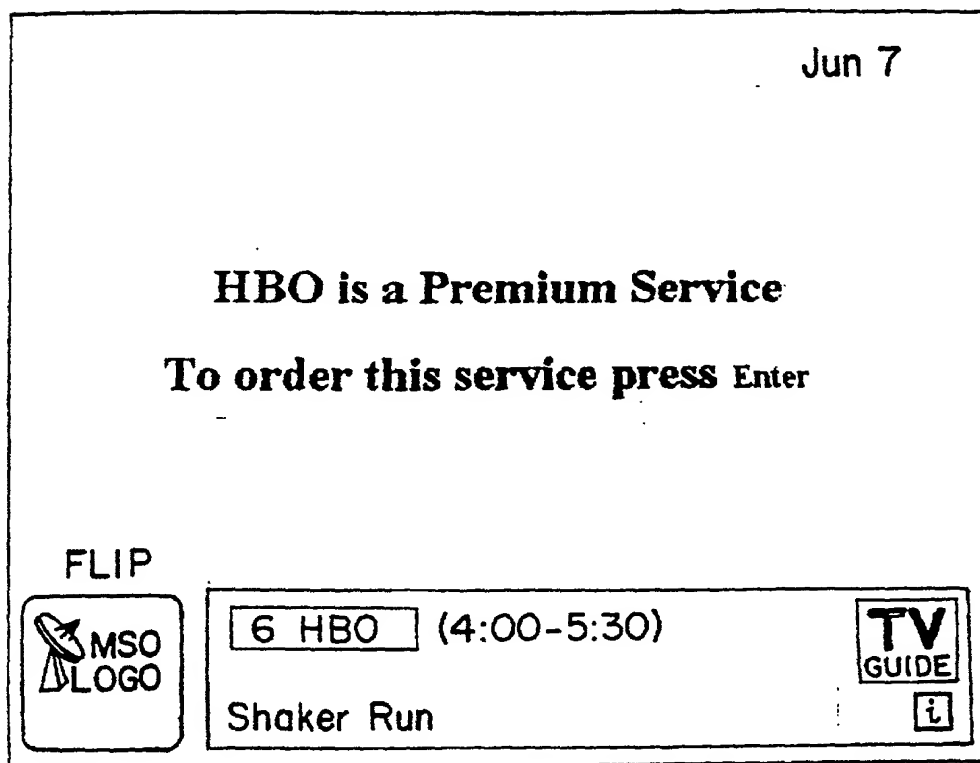 Jun 7
HBO is a Premium Service
To order this service press Enter
FLIP
MSO
LOGO
6 HBO (4:00-5:30)
Shaker Run
TV
GUIDE
i